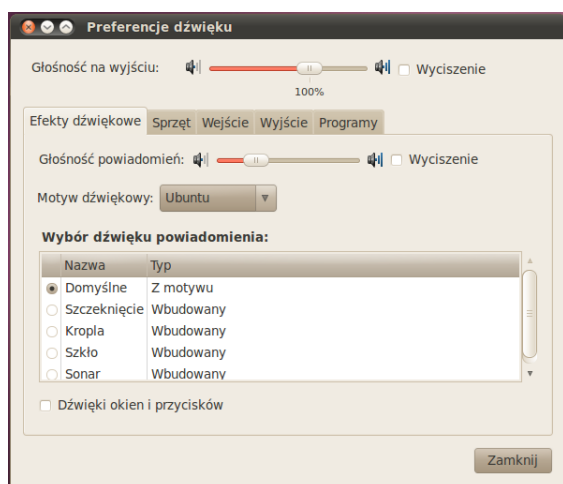 Preferencje dźwięku
Głośność na wyjściu: Wyciszenie
100%
Efekty dźwiękowe Sprzęt Wejście Wyjście Programy
Głośność powiadomień: Wyciszenie
Motyw dźwiękowy: Ubuntu
Wybór dźwięku powiadomienia:
Nazwa Typ
Domyślne Z motywu
Szczeknięcie Wbudowany
Kropla Wbudowany
Szkło Wbudowany
Sonar Wbudowany
Dźwięki okien i przycisków
Zamknij